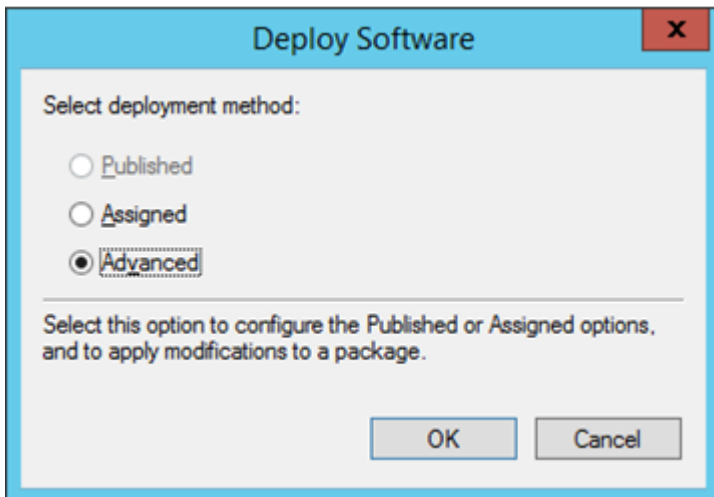 Deploy Software
x
Select deployment method:
Published
Assigned
Advanced
Select this option to configure the Published or Assigned options,
and to apply modifications to a package.
OK
Cancel